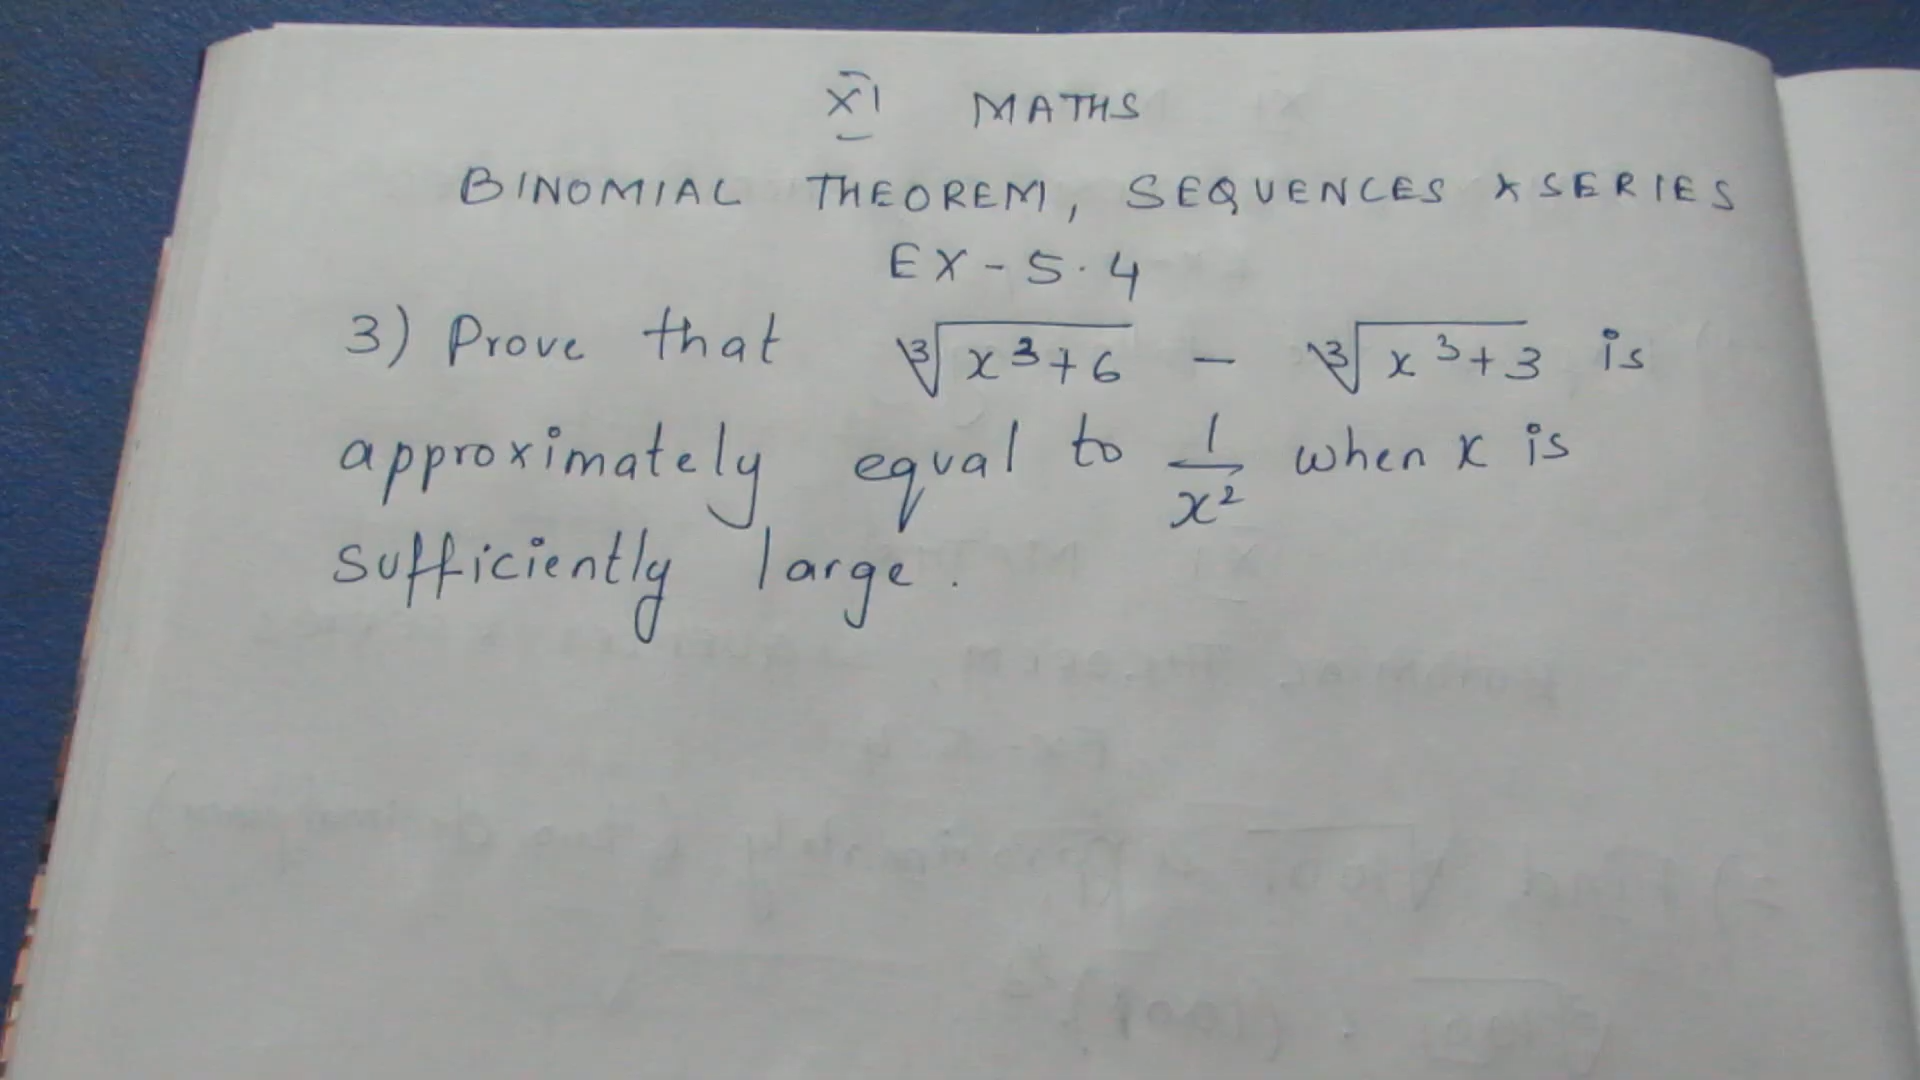 XI MATHS
BINOMIAL THEOREM, SEQUENCES & SERIES
EX - 5.4
3) Prove that ∛(x³+6) - ∛(x³+3) is
approximately equal to 1/x² when x is
sufficiently large.